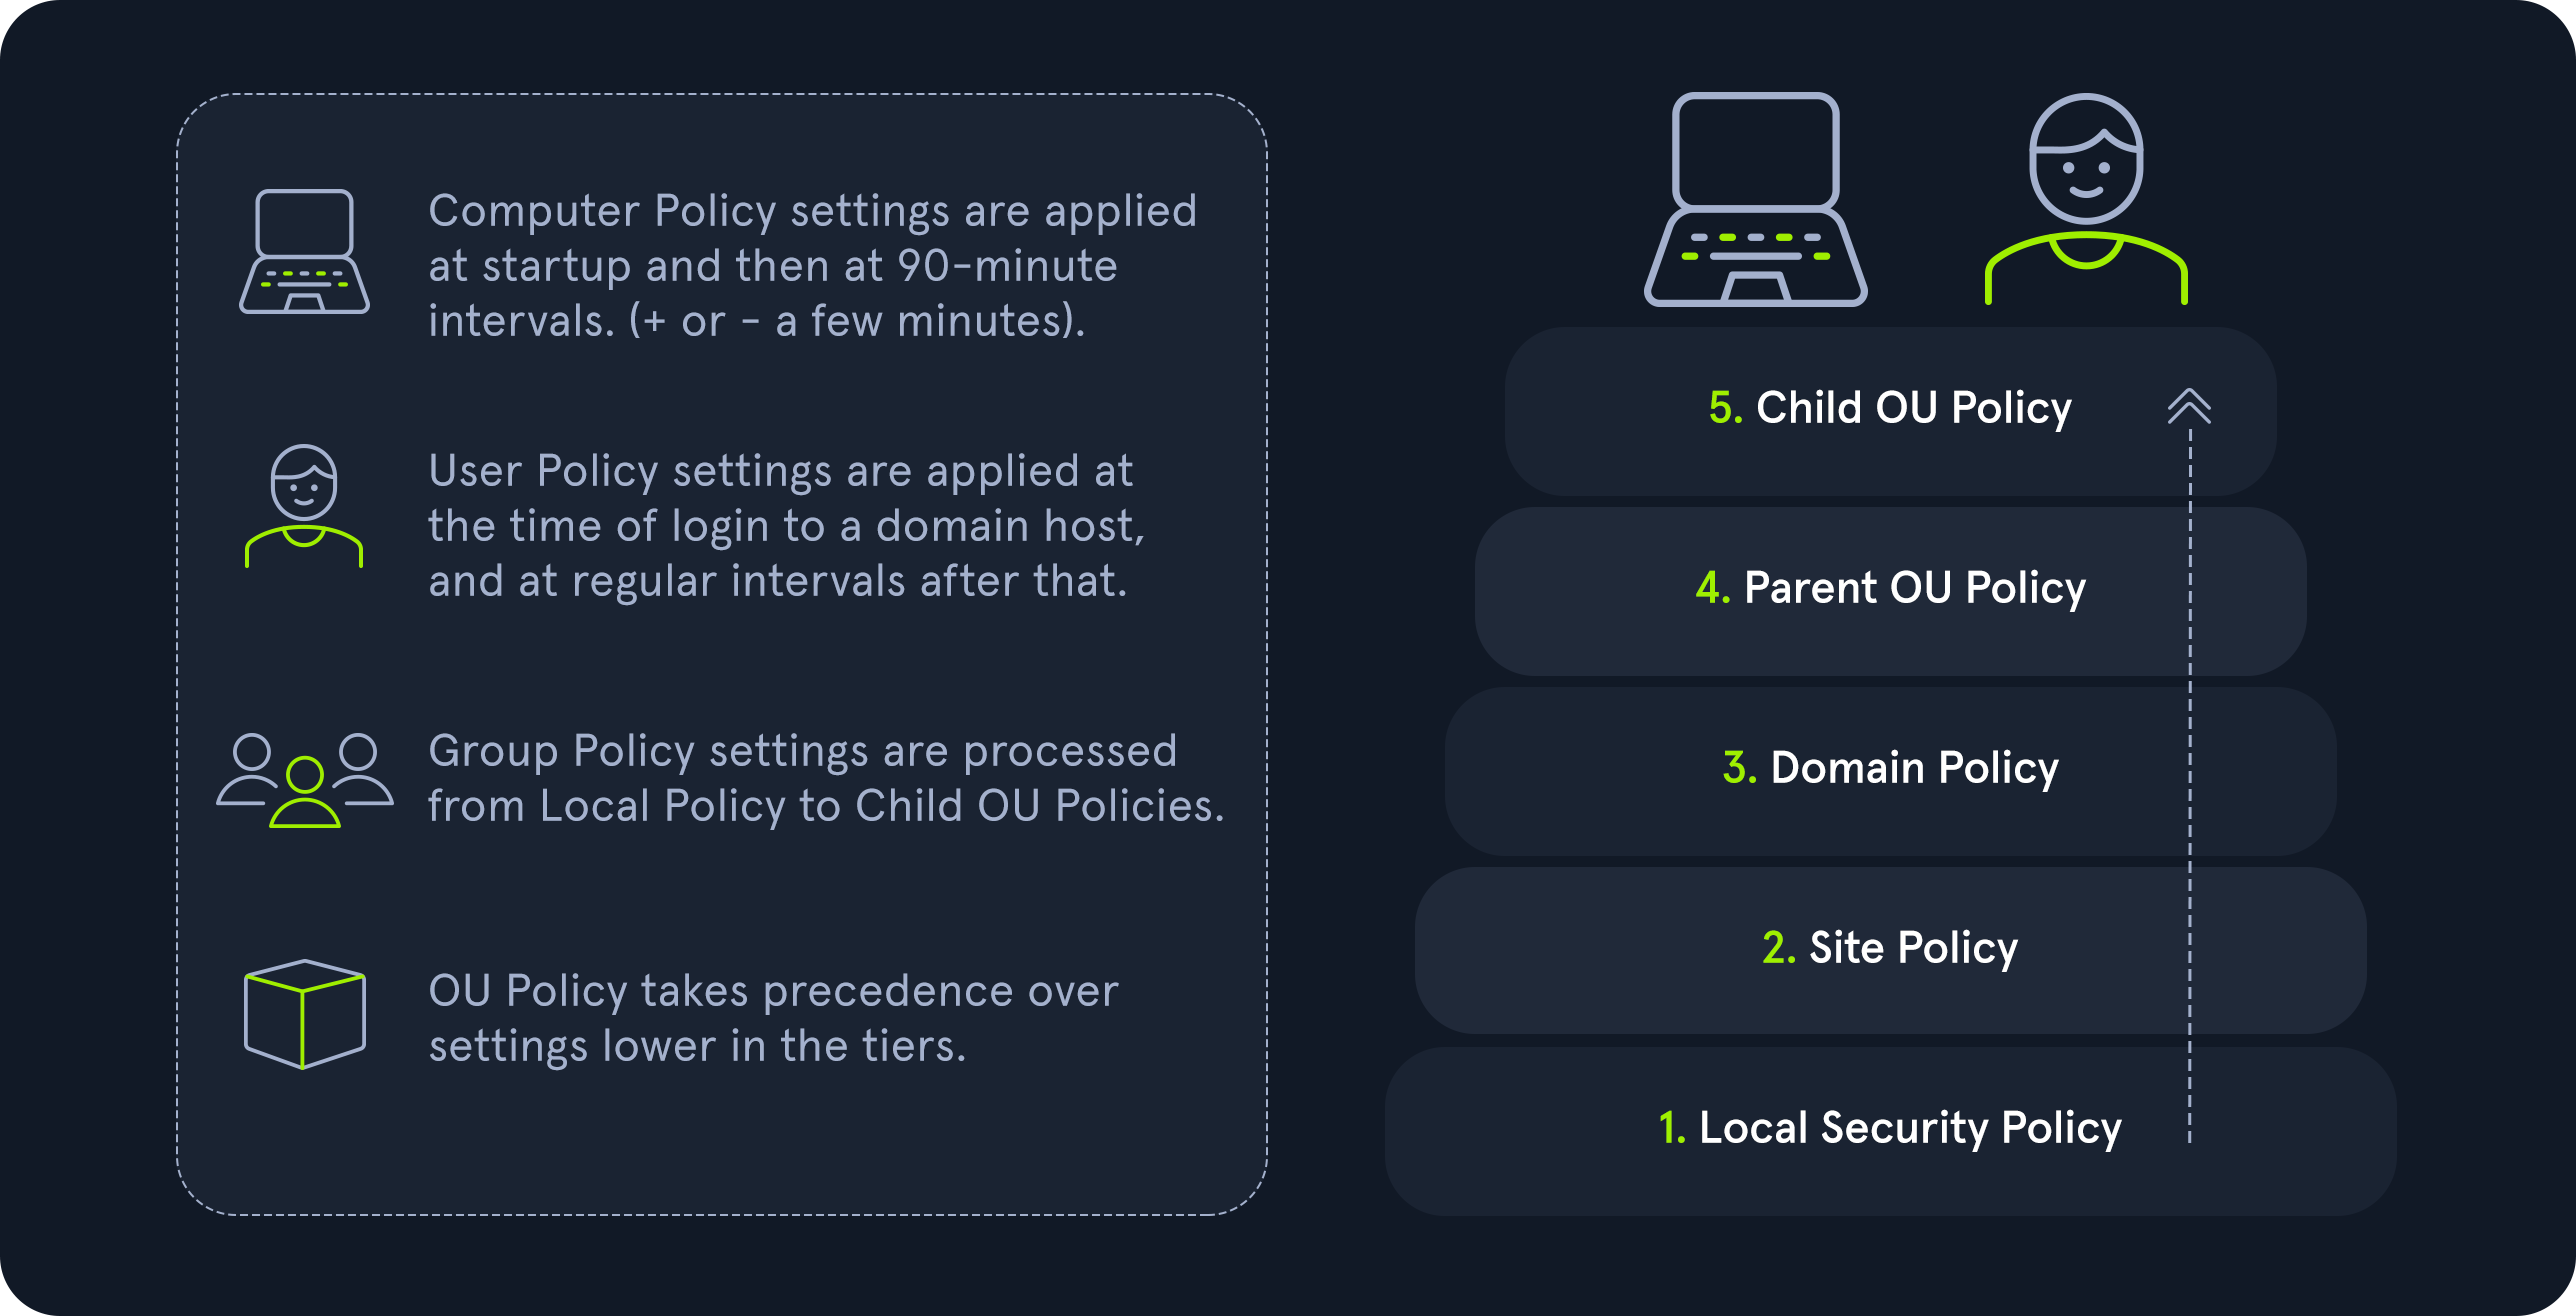 Computer Policy settings are applied
at startup and then at 90-minute
intervals. (+ or - a few minutes).
User Policy settings are applied at
the time of login to a domain host,
and at regular intervals after that.
Group Policy settings are processed
from Local Policy to Child OU Policies.
OU Policy takes precedence over
settings lower in the tiers.
5. Child OU Policy
4. Parent OU Policy
3. Domain Policy
2. Site Policy
1. Local Security Policy